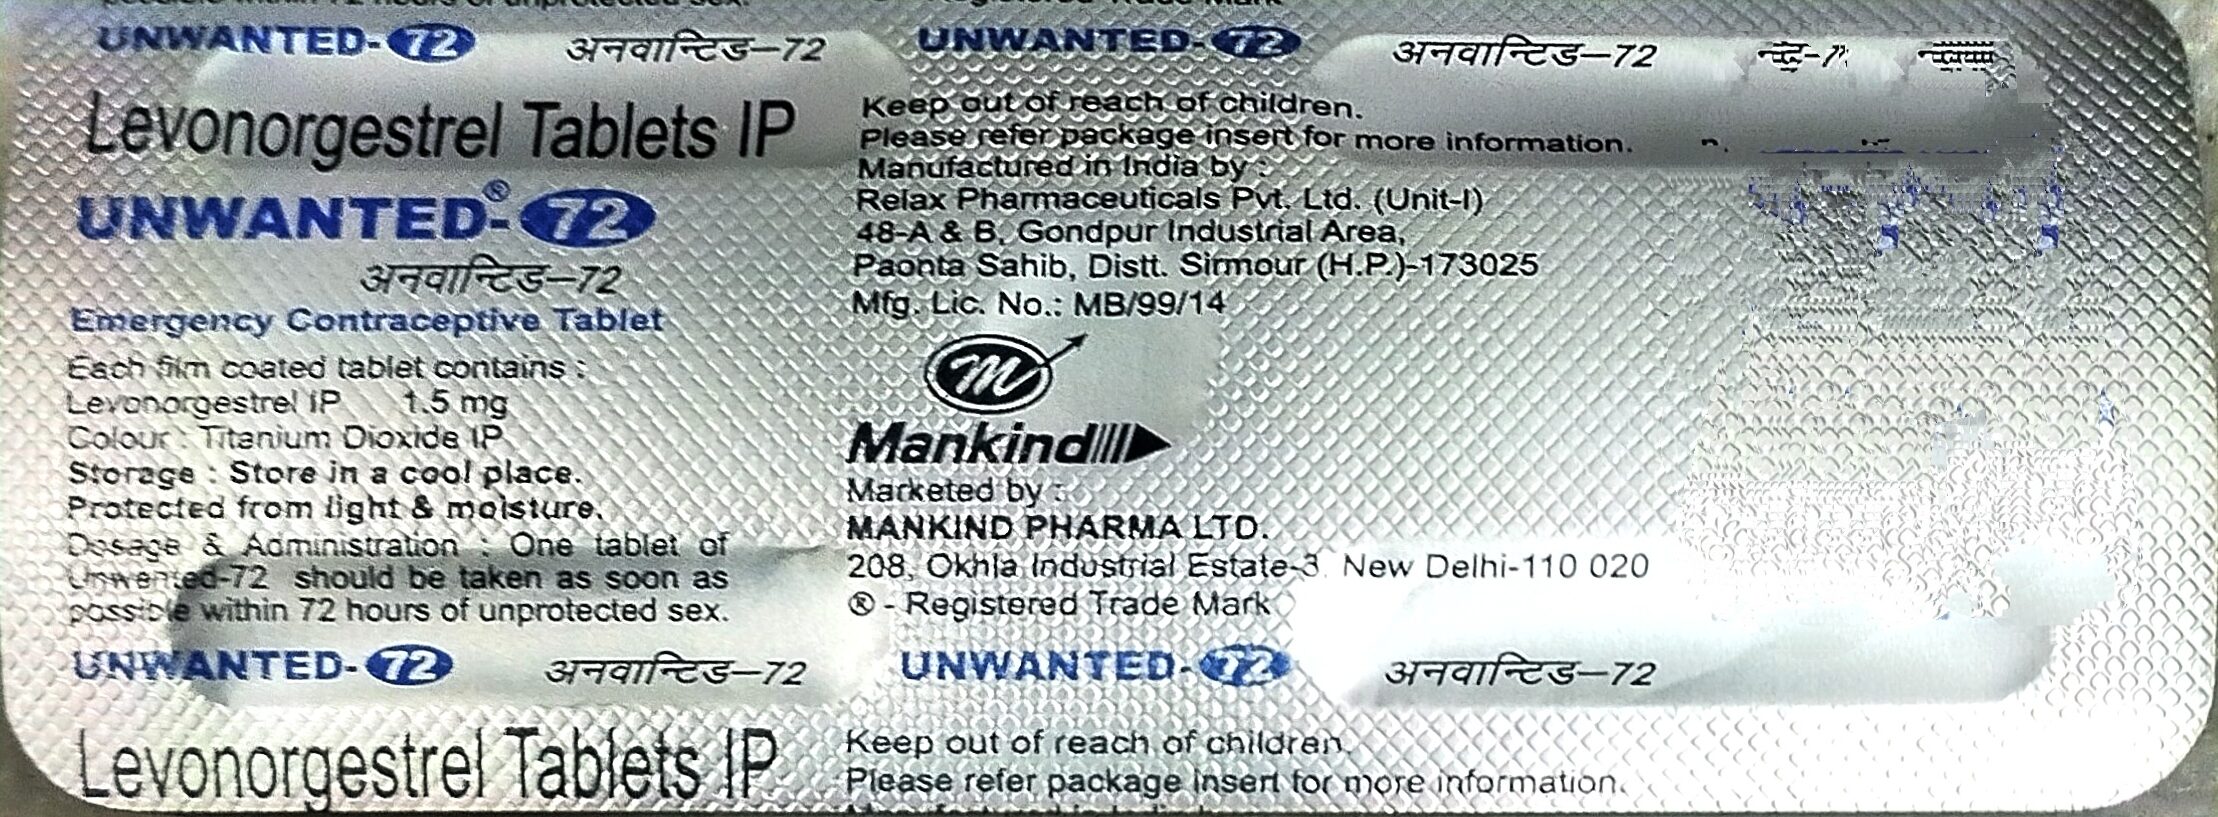 UNWANTED-72 अनवान्टिड-72 UNWANTED-72 अनवान्टिड-72
Levonorgestrel Tablets IP
UNWANTED®-72
अनवान्टिड-72
Emergency Contraceptive Tablet
Each film coated tablet contains :
Levonorgestrel IP 1.5 mg
Colour : Titanium Dioxide IP
Storage : Store in a cool place.
Protected from light & moisture.
Dosage & Administration : One tablet of
Unwanted-72 should be taken as soon as
possible within 72 hours of unprotected sex.
Keep out of reach of children.
Please refer package insert for more information.
Manufactured in India by :
Relax Pharmaceuticals Pvt. Ltd. (Unit-I)
48-A & B, Gondpur Industrial Area,
Paonta Sahib, Distt. Sirmour (H.P.)-173025
Mfg. Lic. No.: MB/99/14
Mankind
Marketed by :
MANKIND PHARMA LTD.
208, Okhla Industrial Estate-3, New Delhi-110 020
® - Registered Trade Mark
UNWANTED-72 अनवान्टिड-72 UNWANTED-72 अनवान्टिड-72
Levonorgestrel Tablets IP
Keep out of reach of children.
Please refer package insert for more information.